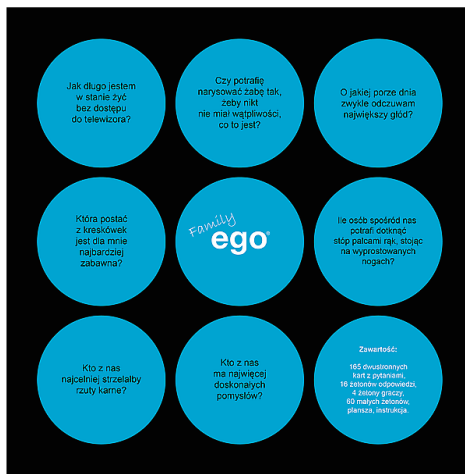 Jak długo jestem
w stanie żyć
bez dostępu
do telewizora?
Czy potrafię
narysować żabę tak,
żeby nikt
nie miał wątpliwości,
co to jest?
O jakiej porze dnia
zwykle odczuwam
największy głód?
Która postać
z kreskówek
jest dla mnie
najbardziej
zabawna?
Family
ego®
Ile osób spośród nas
potrafi dotknąć
stóp palcami rąk, stojąc
na wyprostowanych
nogach?
Kto z nas
najcelniej strzelałby
rzuty karne?
Kto z nas
ma najwięcej
doskonałych
pomysłów?
Zawartość:
165 dwustronnych
kart z pytaniami,
16 żetonów odpowiedzi,
4 żetony graczy,
60 małych żetonów,
plansza, instrukcja.